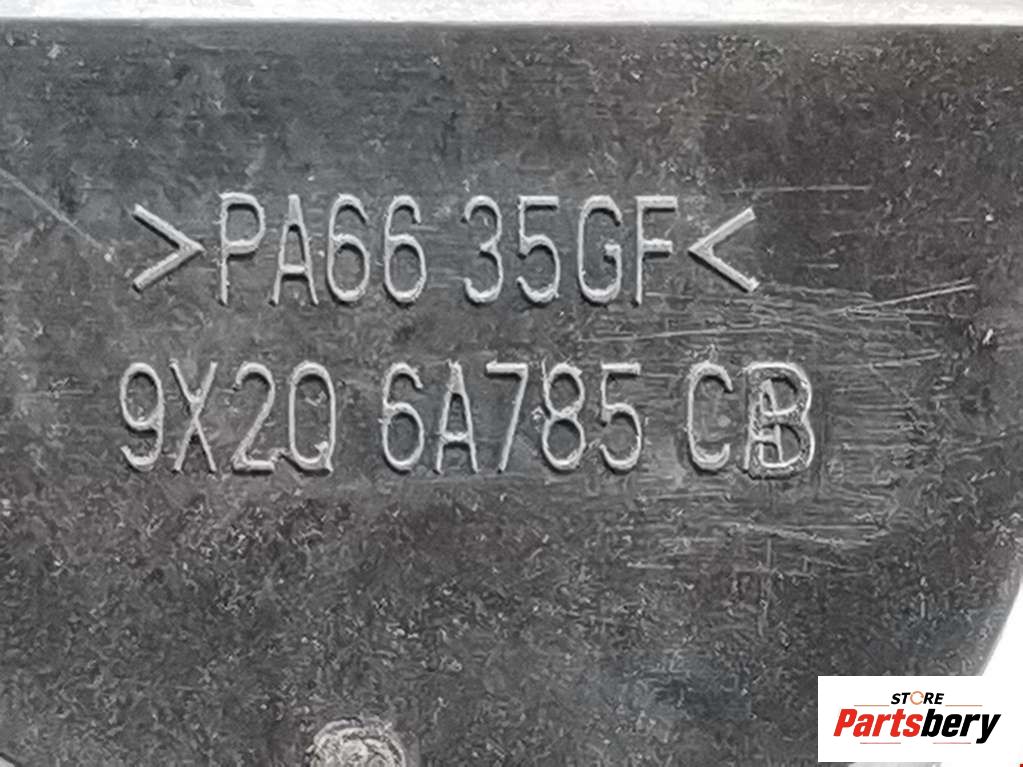 >PA66 35GF<
9X2Q 6A785 CB
STORE
Partsbery